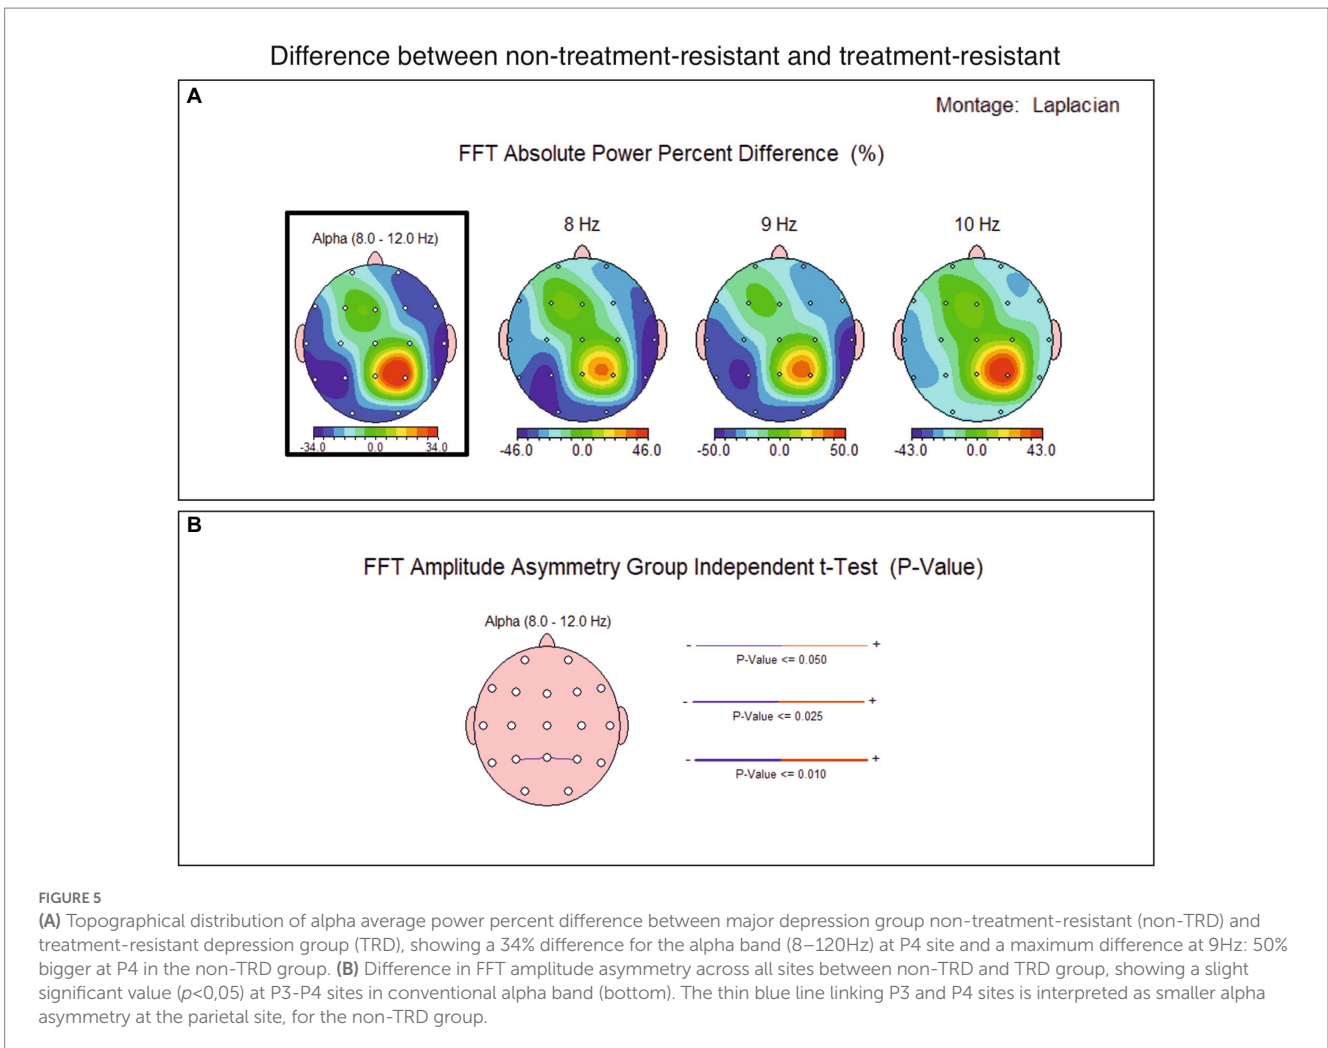 Difference between non-treatment-resistant and treatment-resistant
A
Montage: Laplacian
FFT Absolute Power Percent Difference (%)
Alpha (8.0 - 12.0 Hz)
8 Hz
9 Hz
10 Hz
-34.0 0.0 34.0
-46.0 0.0 46.0
-50.0 0.0 50.0
-43.0 0.0 43.0
B
FFT Amplitude Asymmetry Group Independent t-Test (P-Value)
Alpha (8.0 - 12.0 Hz)
- +
P-Value <= 0.050
- +
P-Value <= 0.025
- +
P-Value <= 0.010
FIGURE 5
(A) Topographical distribution of alpha average power percent difference between major depression group non-treatment-resistant (non-TRD) and
treatment-resistant depression group (TRD), showing a 34% difference for the alpha band (8–120Hz) at P4 site and a maximum difference at 9Hz: 50%
bigger at P4 in the non-TRD group. (B) Difference in FFT amplitude asymmetry across all sites between non-TRD and TRD group, showing a slight
significant value (p<0,05) at P3-P4 sites in conventional alpha band (bottom). The thin blue line linking P3 and P4 sites is interpreted as smaller alpha
asymmetry at the parietal site, for the non-TRD group.